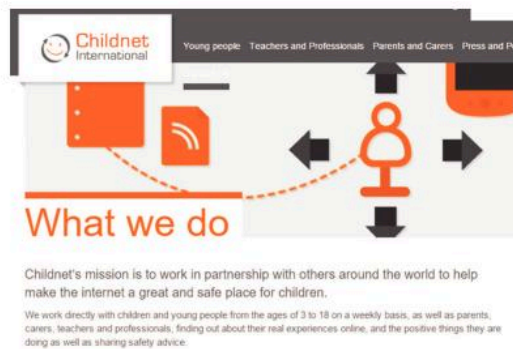 Childnet
International
Young people Teachers and Professionals Parents and Carers Press and
What we do
Childnet's mission is to work in partnership with others around the world to help
make the internet a great and safe place for children.
We work directly with children and young people from the ages of 3 to 18 on a weekly basis, as well as parents,
carers, teachers and professionals, finding out about their real experiences online, and the positive things they are
doing as well as sharing safety advice